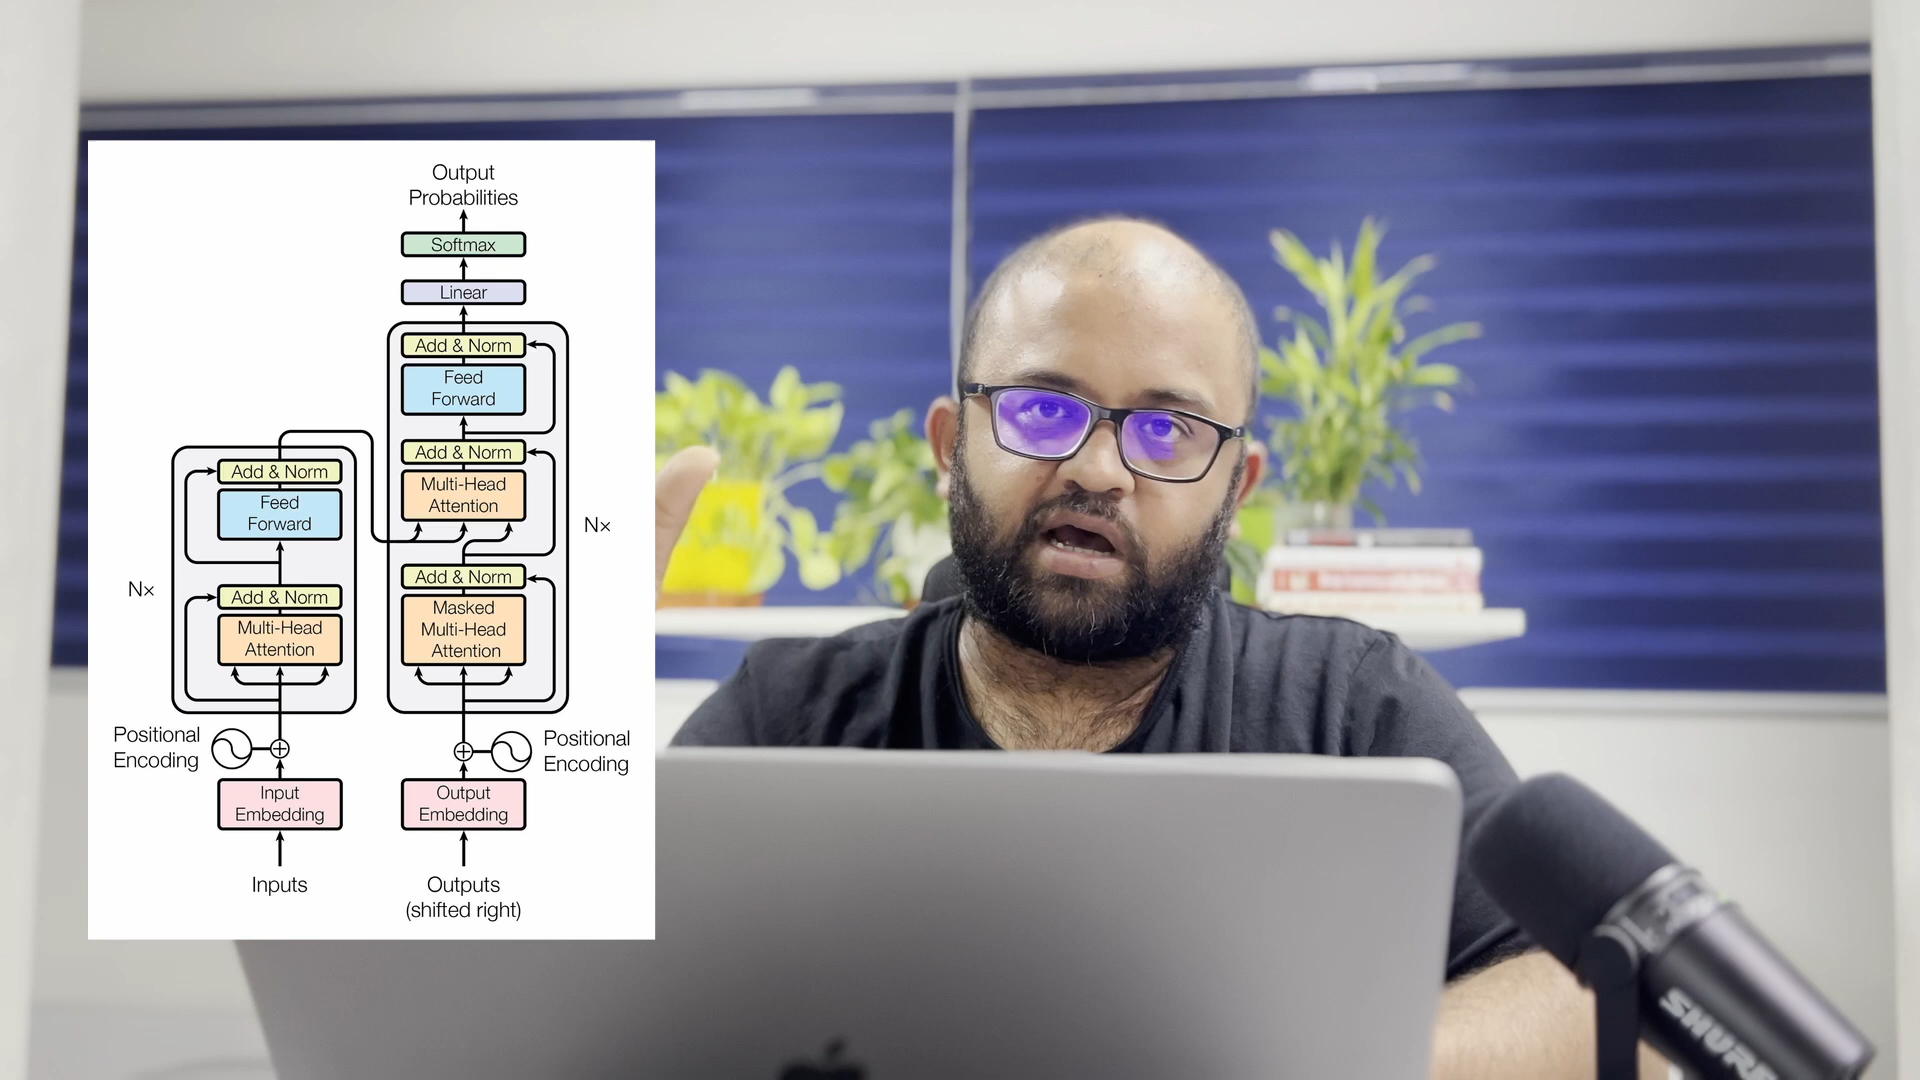 Output
Probabilities
Softmax
Linear
Add & Norm
Feed
Forward
Add & Norm
Multi-Head
Attention
Nx
Add & Norm
Masked
Multi-Head
Attention
Positional
Encoding
Output
Embedding
Outputs
(shifted right)
Add & Norm
Feed
Forward
Nx
Add & Norm
Multi-Head
Attention
Positional
Encoding
Input
Embedding
Inputs
SHURE